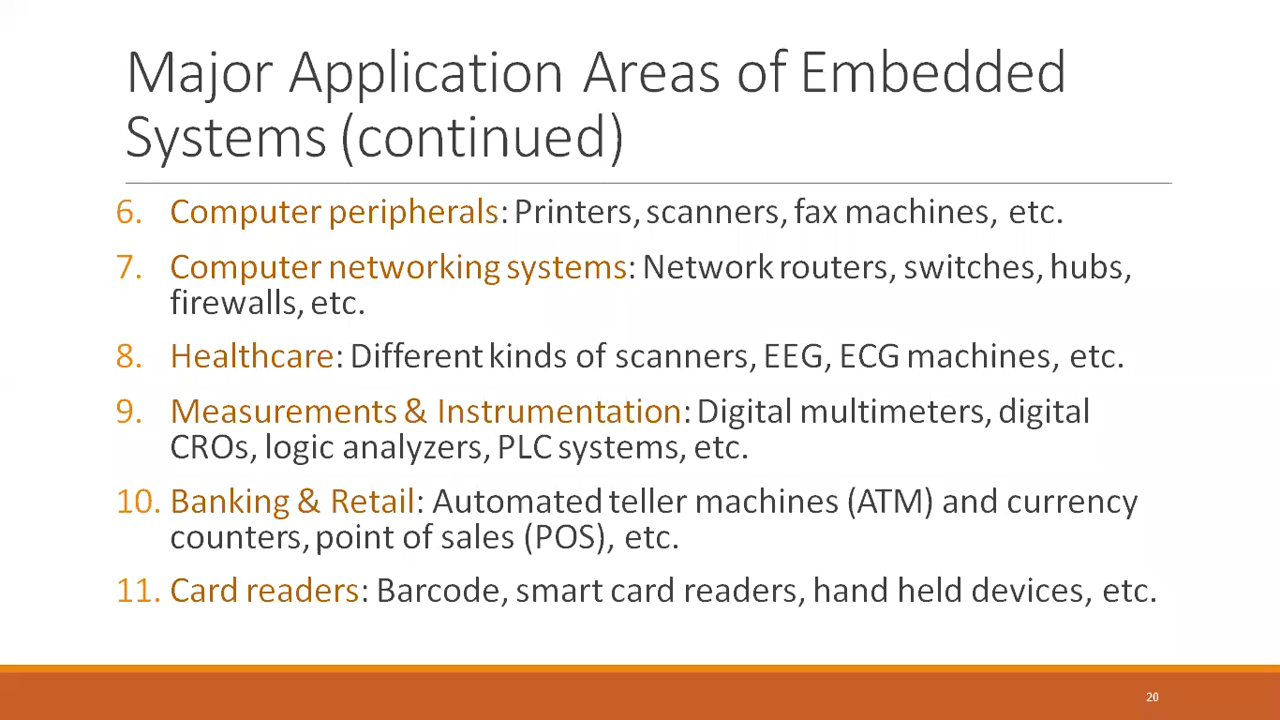 Major Application Areas of Embedded
Systems (continued)
6. Computer peripherals: Printers, scanners, fax machines, etc.
7. Computer networking systems: Network routers, switches, hubs,
firewalls, etc.
8. Healthcare: Different kinds of scanners, EEG, ECG machines, etc.
9. Measurements & Instrumentation: Digital multimeters, digital
CROs, logic analyzers, PLC systems, etc.
10. Banking & Retail: Automated teller machines (ATM) and currency
counters, point of sales (POS), etc.
11. Card readers: Barcode, smart card readers, hand held devices, etc.
20